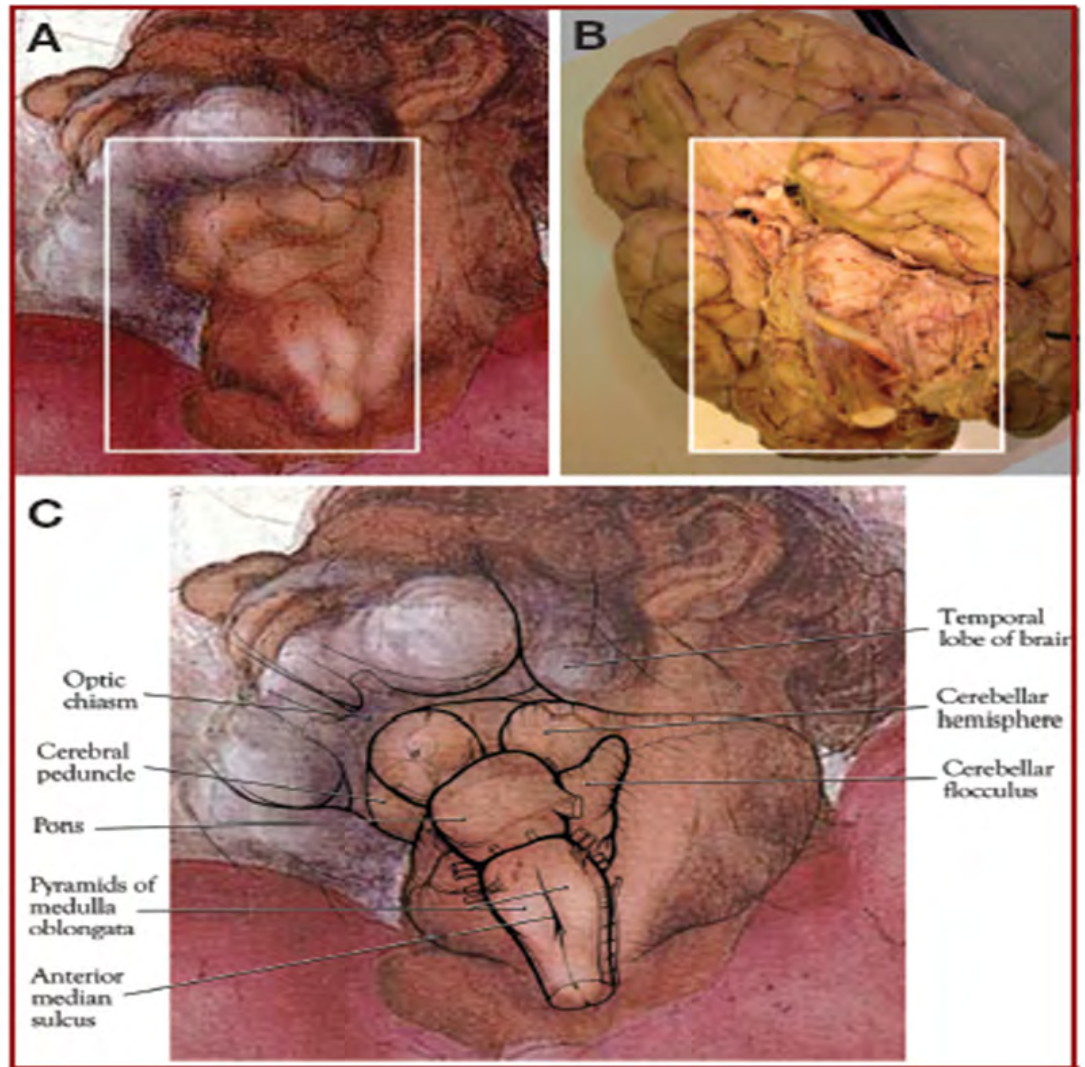 A
B
C
Optic
chiasm
Cerebral
peduncle
Pons
Pyramids of
medulla
oblongata
Anterior
median
sulcus
Temporal
lobe of brain
Cerebellar
hemisphere
Cerebellar
flocculus